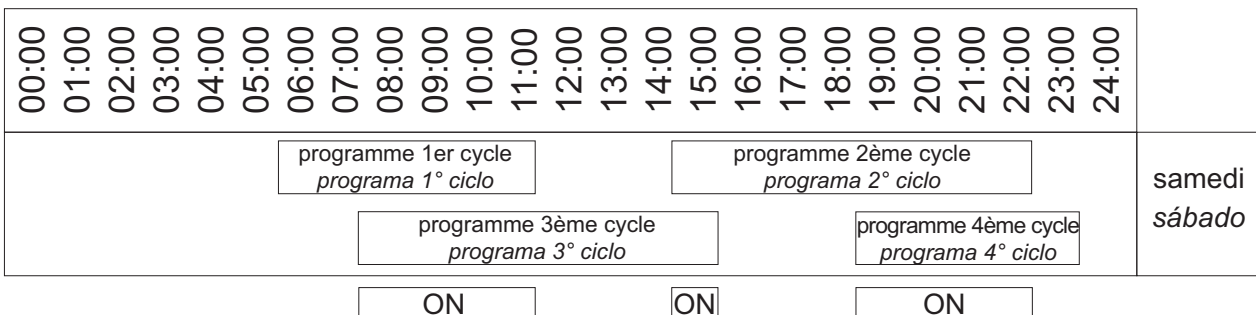 00:00 01:00 02:00 03:00 04:00 05:00 06:00 07:00 08:00 09:00 10:00 11:00 12:00 13:00 14:00 15:00 16:00 17:00 18:00 19:00 20:00 21:00 22:00 23:00 24:00
programme 1er cycle
programa 1° ciclo
programme 2ème cycle
programa 2° ciclo
programme 3ème cycle
programa 3° ciclo
programme 4ème cycle
programa 4° ciclo
samedi
sábado
ON ON ON